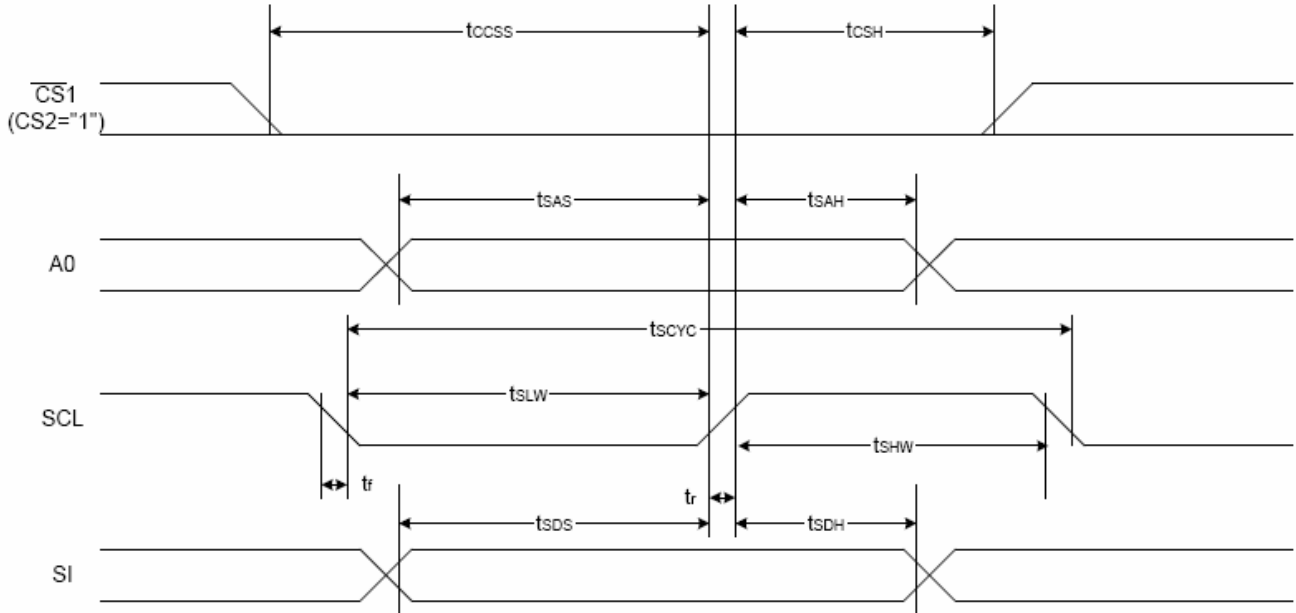 tCCSS
tCSH
CS1
(CS2="1")
tSAS
tSAH
A0
tSCYC
tSLW
SCL
tSHW
tf
tr
tSDS
tSDH
SI